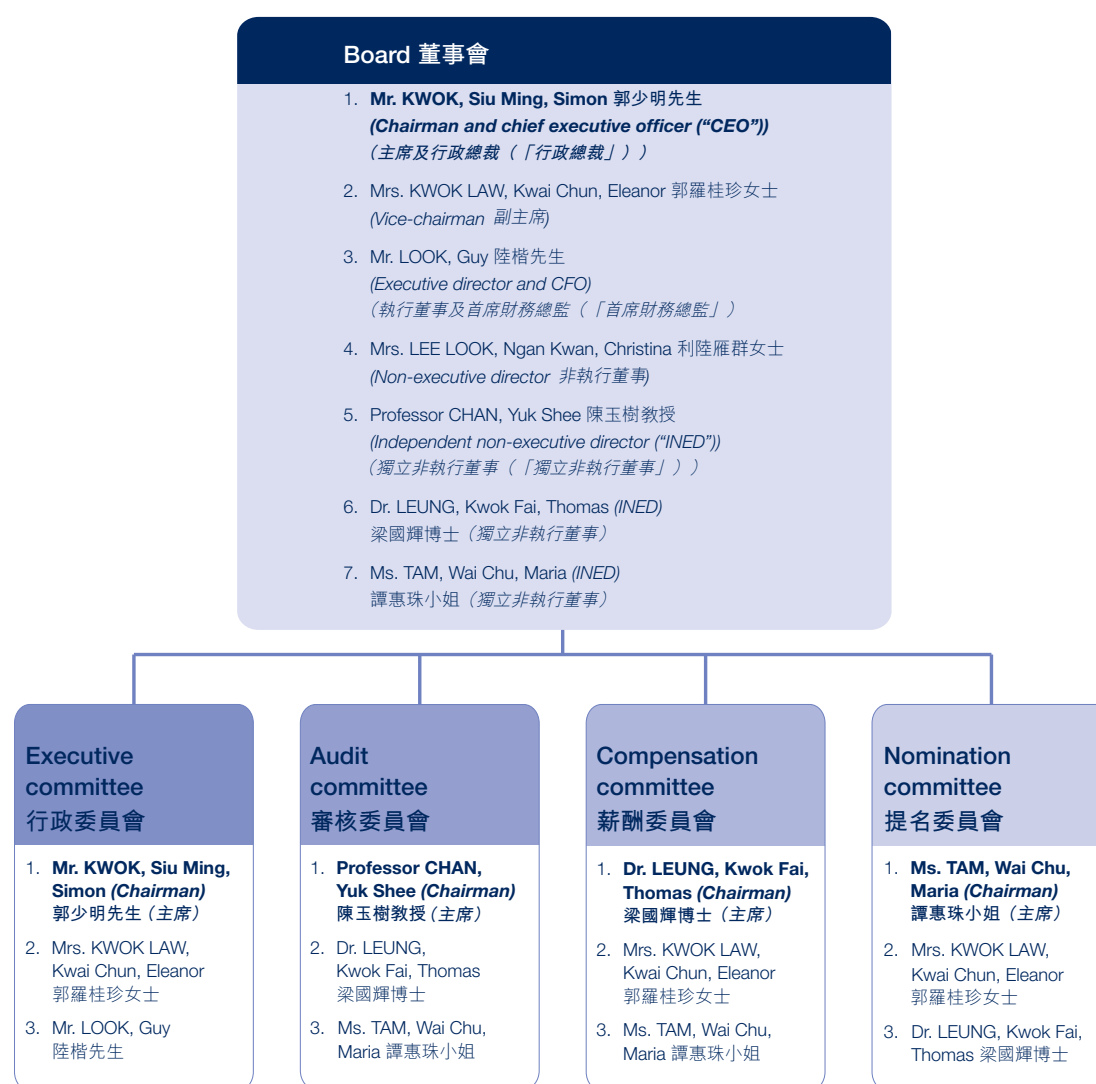 Board 董事會
1. Mr. KWOK, Siu Ming, Simon 郭少明先生
(Chairman and chief executive officer (“CEO”))
（主席及行政總裁（「行政總裁」））
2. Mrs. KWOK LAW, Kwai Chun, Eleanor 郭羅桂珍女士
(Vice-chairman 副主席)
3. Mr. LOOK, Guy 陸楷先生
(Executive director and CFO)
（執行董事及首席財務總監（「首席財務總監」）
4. Mrs. LEE LOOK, Ngan Kwan, Christina 利陸雁群女士
(Non-executive director 非執行董事)
5. Professor CHAN, Yuk Shee 陳玉樹教授
(Independent non-executive director (“INED”))
（獨立非執行董事（「獨立非執行董事」））
6. Dr. LEUNG, Kwok Fai, Thomas (INED)
梁國輝博士（獨立非執行董事）
7. Ms. TAM, Wai Chu, Maria (INED)
譚惠珠小姐（獨立非執行董事）
Executive
committee
行政委員會
1. Mr. KWOK, Siu Ming,
Simon (Chairman)
郭少明先生（主席）
2. Mrs. KWOK LAW,
Kwai Chun, Eleanor
郭羅桂珍女士
3. Mr. LOOK, Guy
陸楷先生
Audit
committee
審核委員會
1. Professor CHAN,
Yuk Shee (Chairman)
陳玉樹教授（主席）
2. Dr. LEUNG,
Kwok Fai, Thomas
梁國輝博士
3. Ms. TAM, Wai Chu,
Maria 譚惠珠小姐
Compensation
committee
薪酬委員會
1. Dr. LEUNG, Kwok Fai,
Thomas (Chairman)
梁國輝博士（主席）
2. Mrs. KWOK LAW,
Kwai Chun, Eleanor
郭羅桂珍女士
3. Ms. TAM, Wai Chu,
Maria 譚惠珠小姐
Nomination
committee
提名委員會
1. Ms. TAM, Wai Chu,
Maria (Chairman)
譚惠珠小姐（主席）
2. Mrs. KWOK LAW,
Kwai Chun, Eleanor
郭羅桂珍女士
3. Dr. LEUNG, Kwok Fai,
Thomas 梁國輝博士